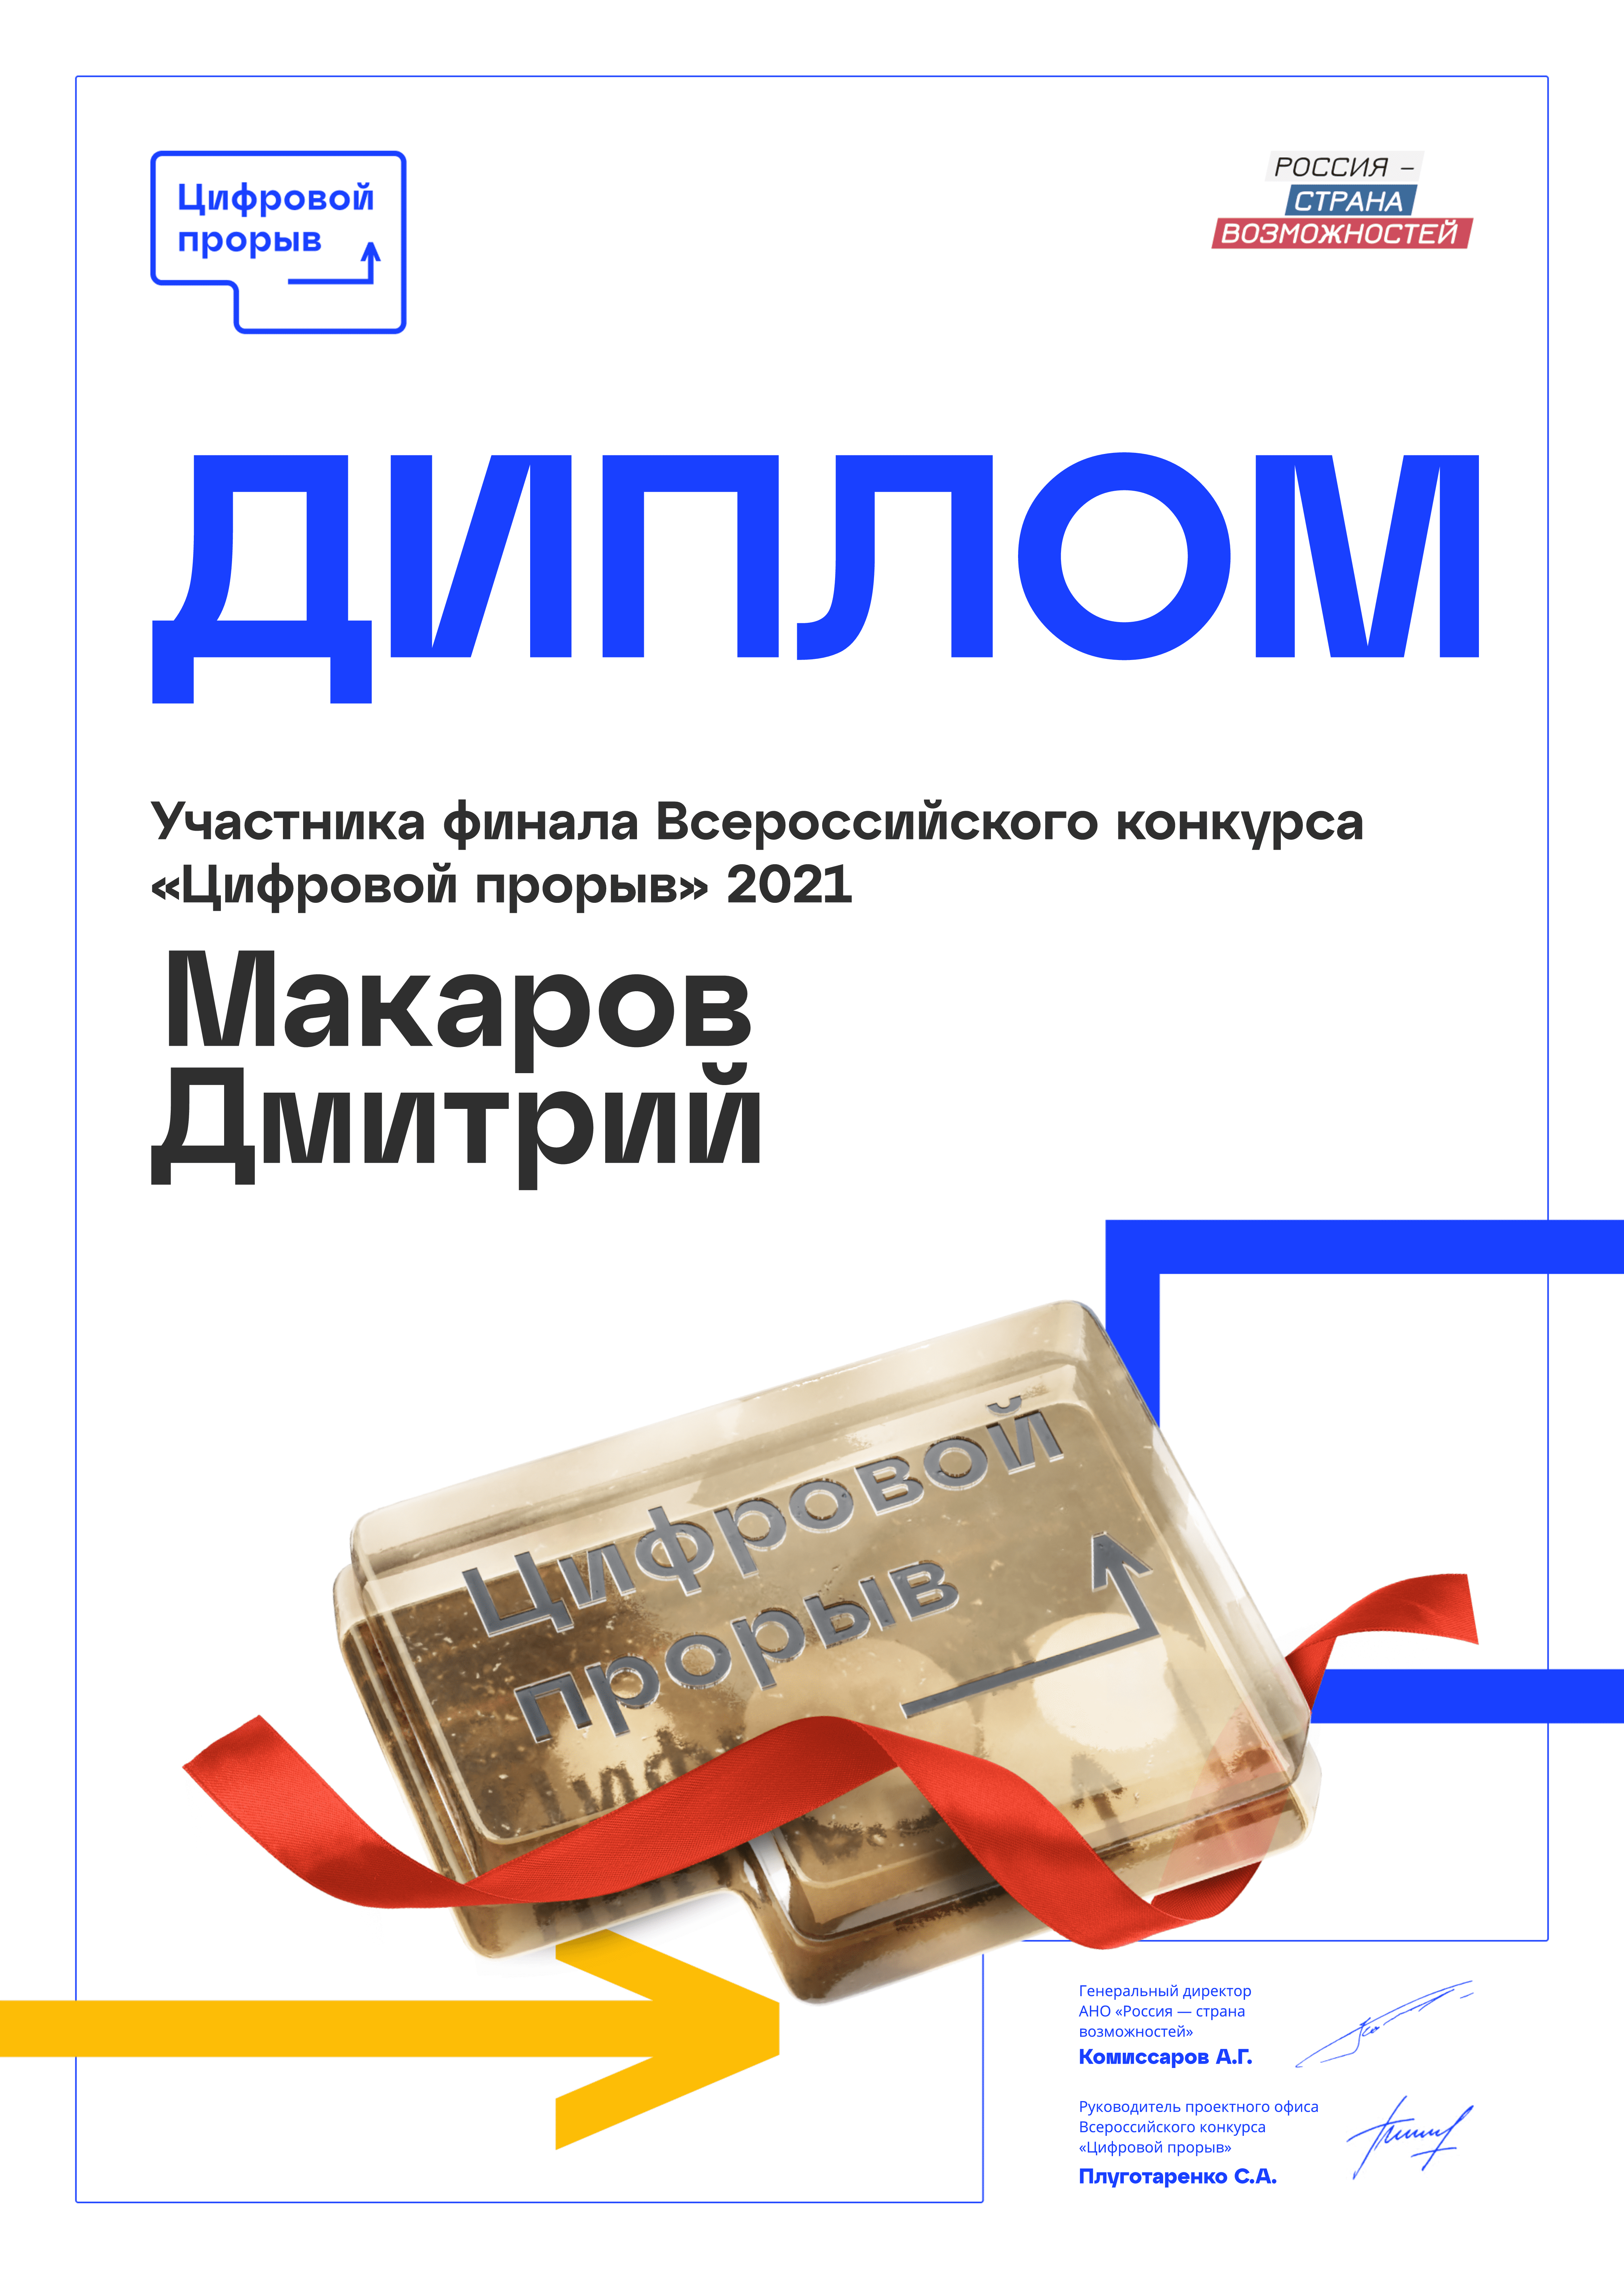 Цифровой
прорыв
РОССИЯ –
СТРАНА
ВОЗМОЖНОСТЕЙ
ДИПЛОМ
Участника финала Всероссийского конкурса
«Цифровой прорыв» 2021
Макаров
Дмитрий
Цифровой
прорыв
Генеральный директор
АНО «Россия — страна
возможностей»
Комиссаров А.Г.
Руководитель проектного офиса
Всероссийского конкурса
«Цифровой прорыв»
Плуготаренко С.А.